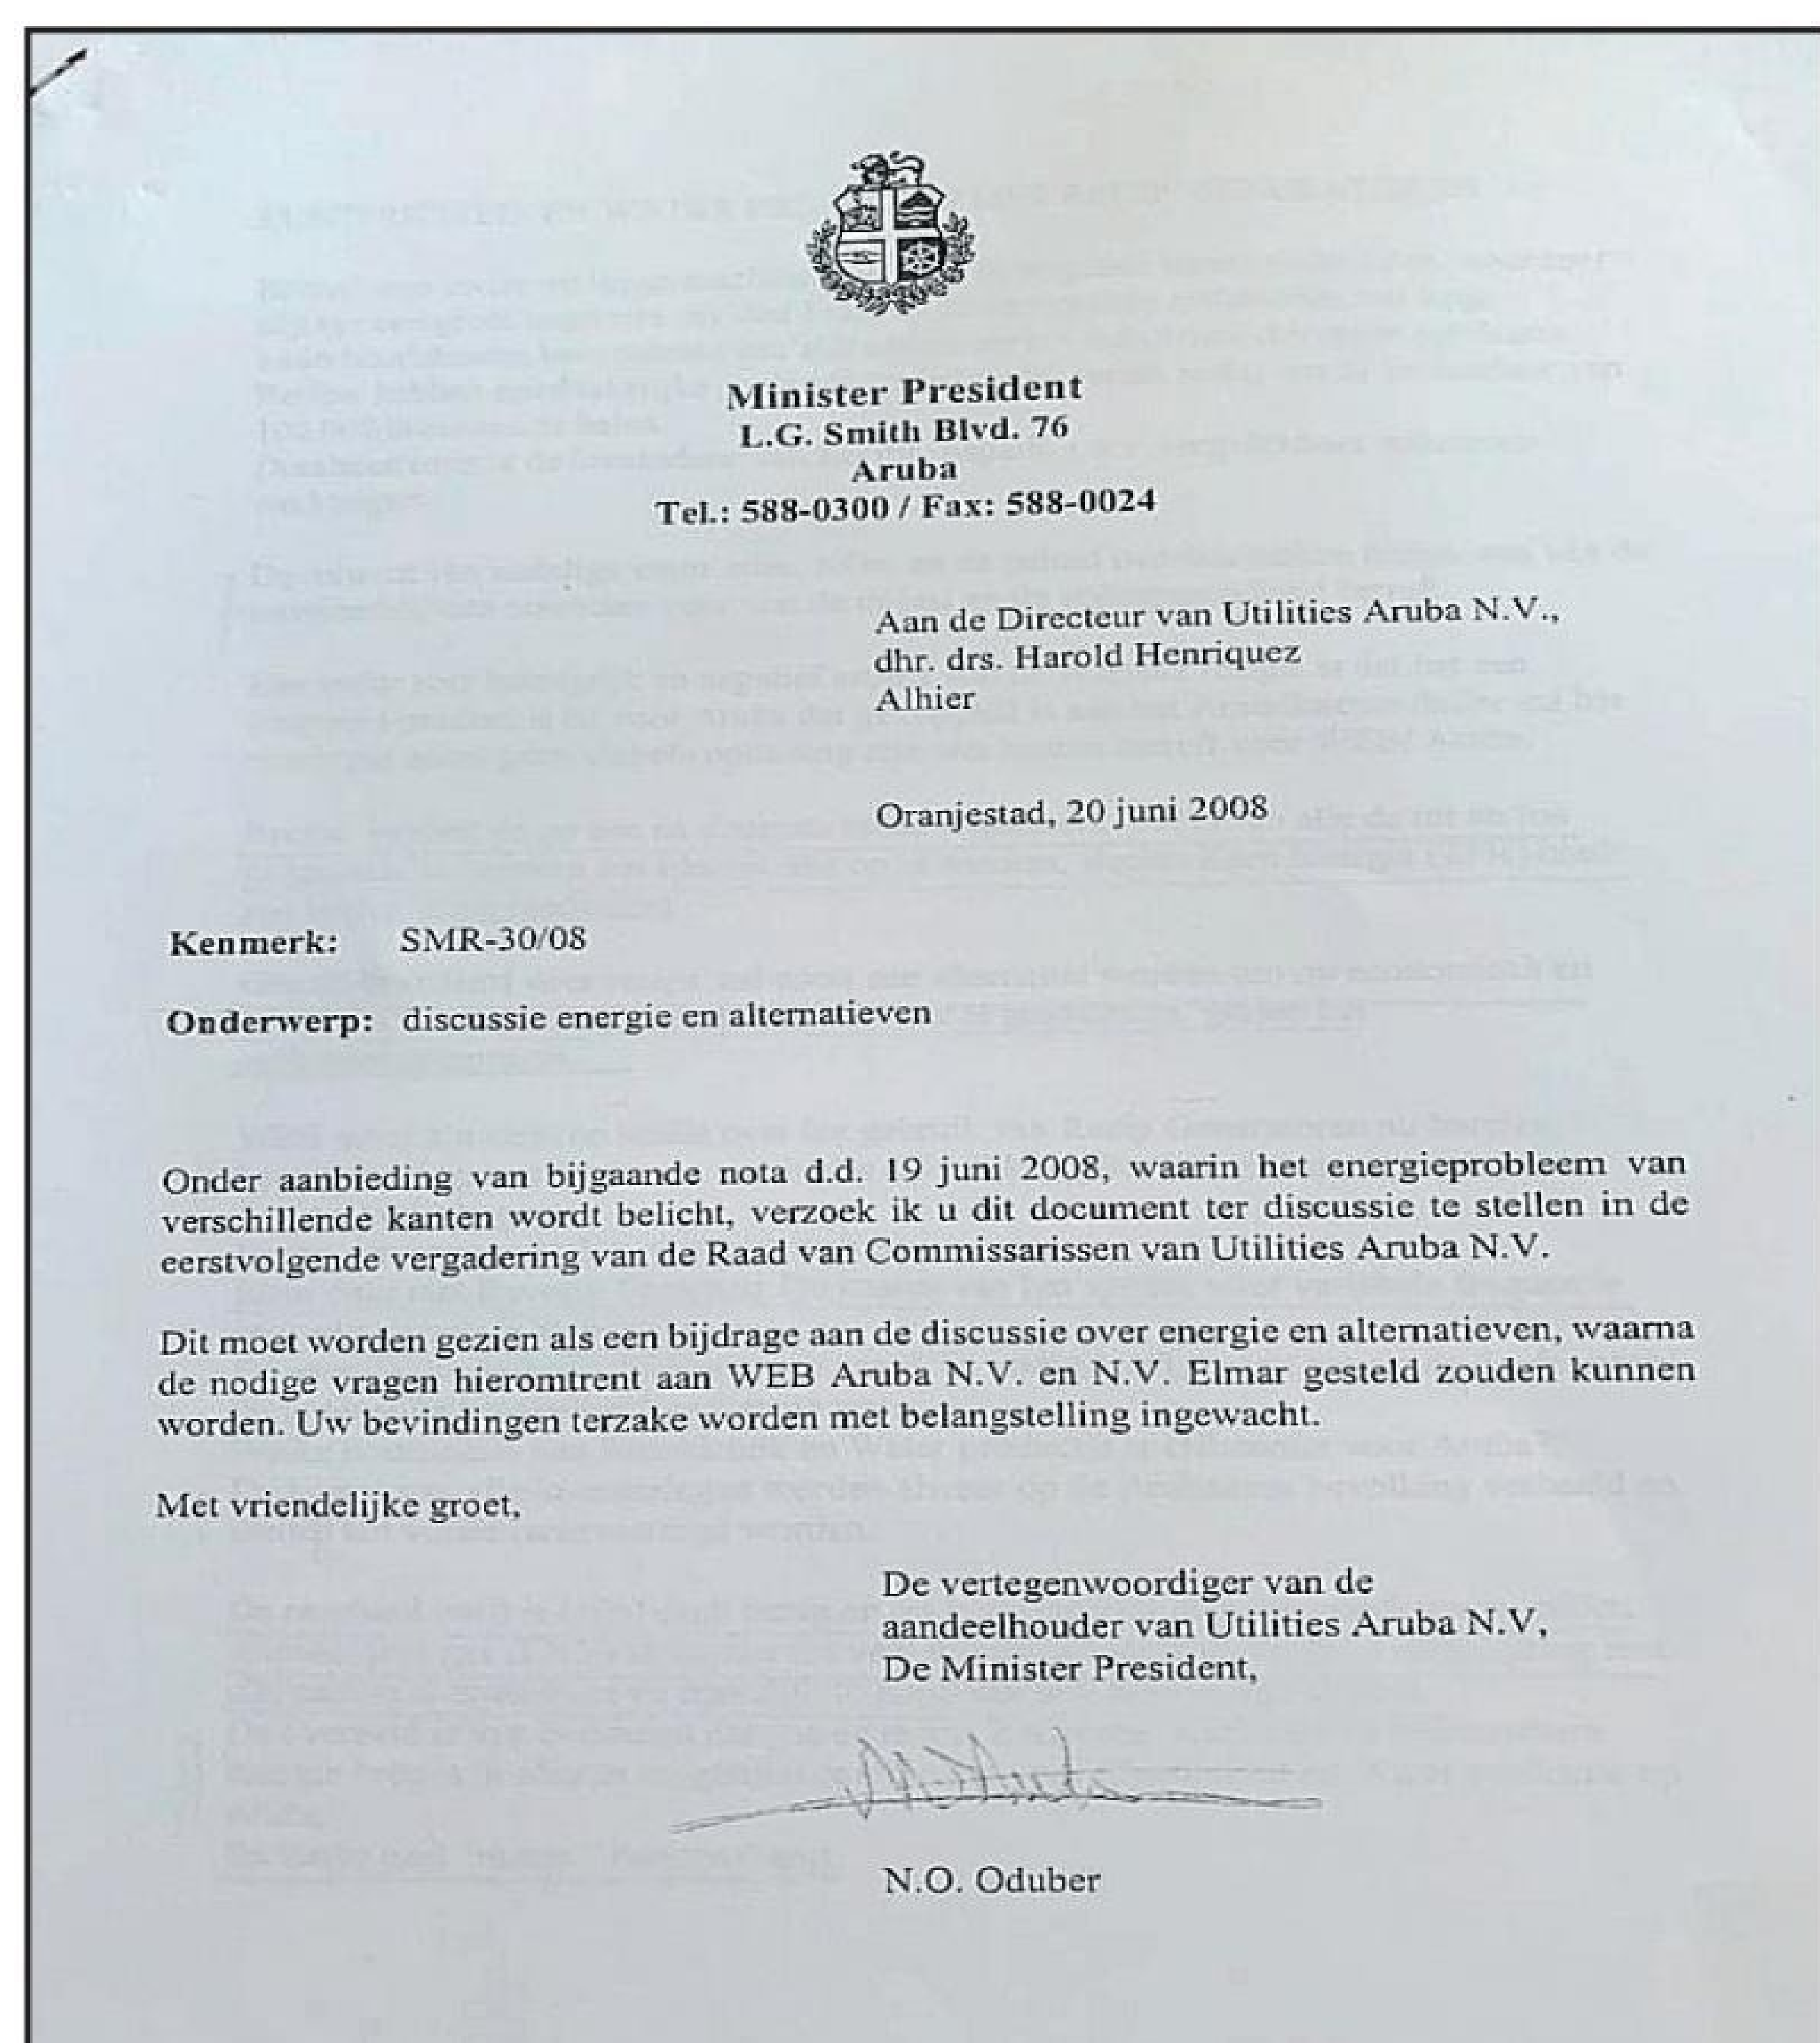 Minister President
L.G. Smith Blvd. 76
Aruba
Tel.: 588-0300 / Fax: 588-0024
Aan de Directeur van Utilities Aruba N.V.,
dhr. drs. Harold Henriquez
Alhier
Oranjestad, 20 juni 2008
Kenmerk: SMR-30/08
Onderwerp: discussie energie en alternatieven
Onder aanbieding van bijgaande nota d.d. 19 juni 2008, waarin het energieprobleem van
verschillende kanten wordt belicht, verzoek ik u dit document ter discussie te stellen in de
eerstvolgende vergadering van de Raad van Commissarissen van Utilities Aruba N.V.
Dit moet worden gezien als een bijdrage aan de discussie over energie en alternatieven, waarna
de nodige vragen hieromtrent aan WEB Aruba N.V. en N.V. Elmar gesteld zouden kunnen
worden. Uw bevindingen terzake worden met belangstelling ingewacht.
Met vriendelijke groet,
De vertegenwoordiger van de
aandeelhouder van Utilities Aruba N.V,
De Minister President,
N.O. Oduber